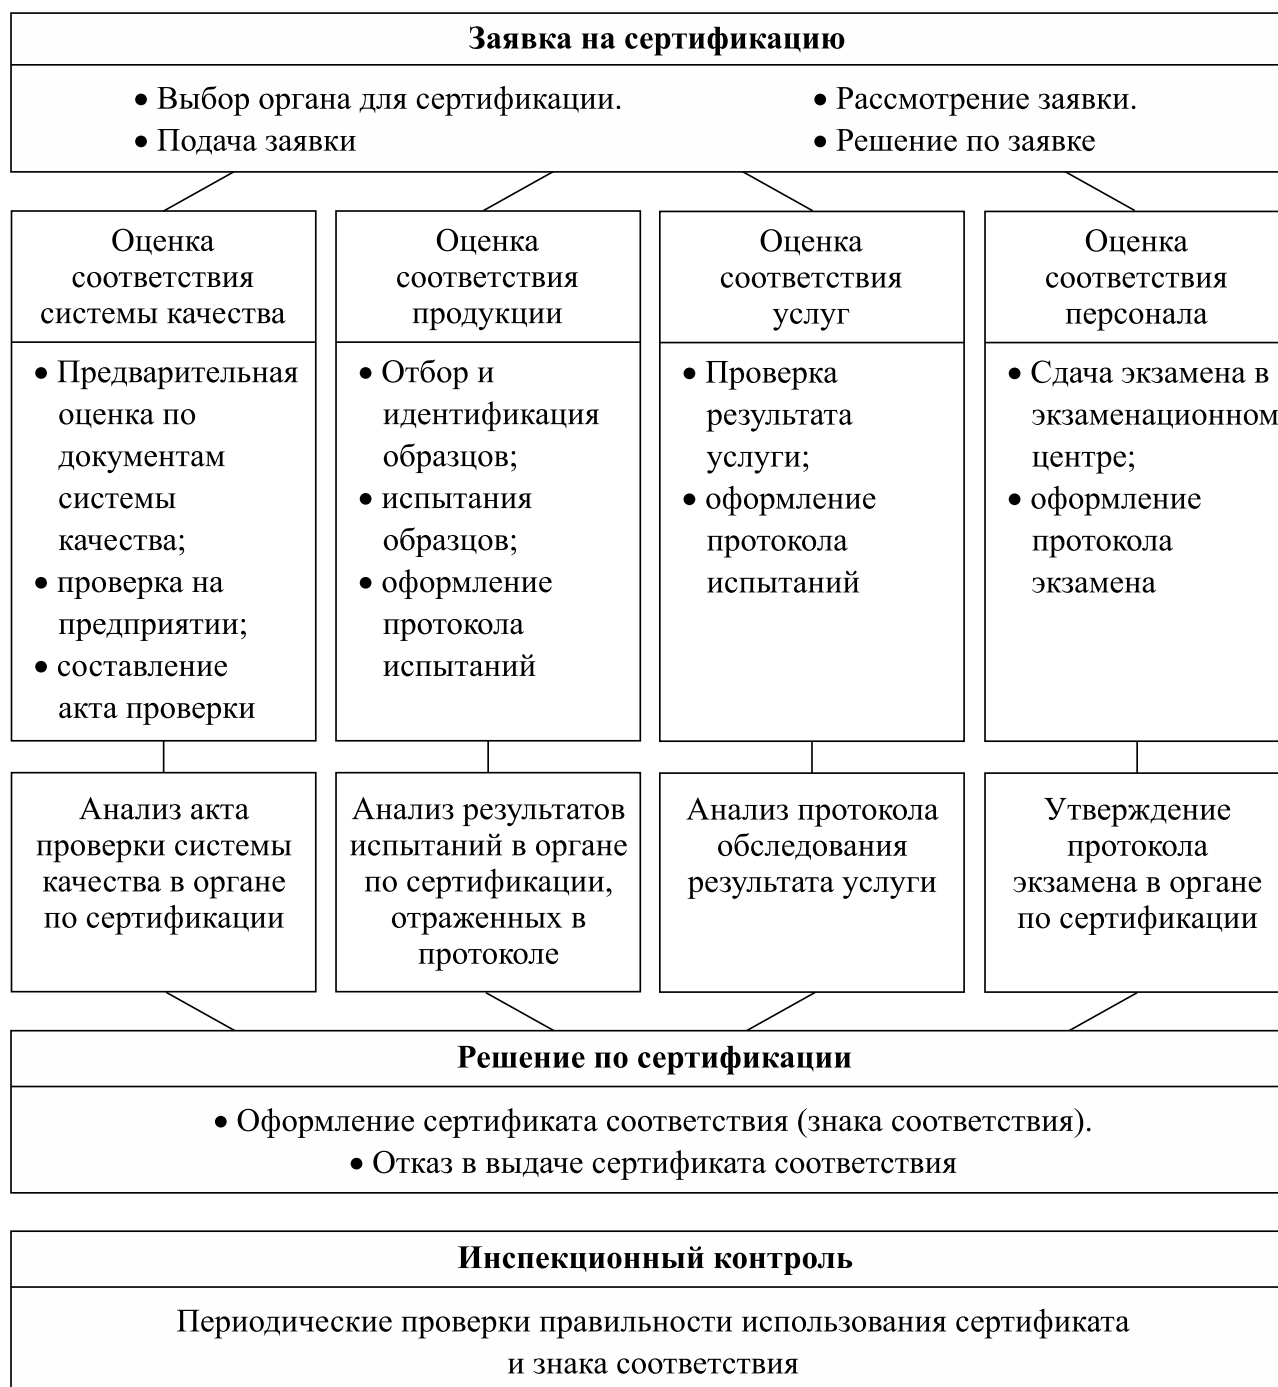 Заявка на сертификацию
• Выбор органа для сертификации.
• Подача заявки
• Рассмотрение заявки.
• Решение по заявке
Оценка
соответствия
системы качества
• Предварительная
оценка по
документам
системы
качества;
• проверка на
предприятии;
• составление
акта проверки
Оценка
соответствия
продукции
• Отбор и
идентификация
образцов;
• испытания
образцов;
• оформление
протокола
испытаний
Оценка
соответствия
услуг
• Проверка
результата
услуги;
• оформление
протокола
испытаний
Оценка
соответствия
персонала
• Сдача экзамена в
экзаменационном
центре;
• оформление
протокола
экзамена
Анализ акта
проверки системы
качества в органе
по сертификации
Анализ результатов
испытаний в органе
по сертификации,
отраженных в
протоколе
Анализ протокола
обследования
результата услуги
Утверждение
протокола
экзамена в органе
по сертификации
Решение по сертификации
• Оформление сертификата соответствия (знака соответствия).
• Отказ в выдаче сертификата соответствия
Инспекционный контроль
Периодические проверки правильности использования сертификата
и знака соответствия